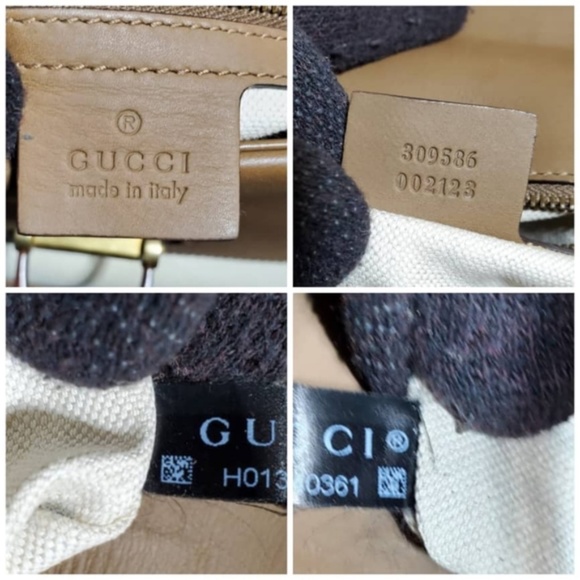 ®
GUCCI
made in italy
309586
002123
GU
H013
CI®
0361